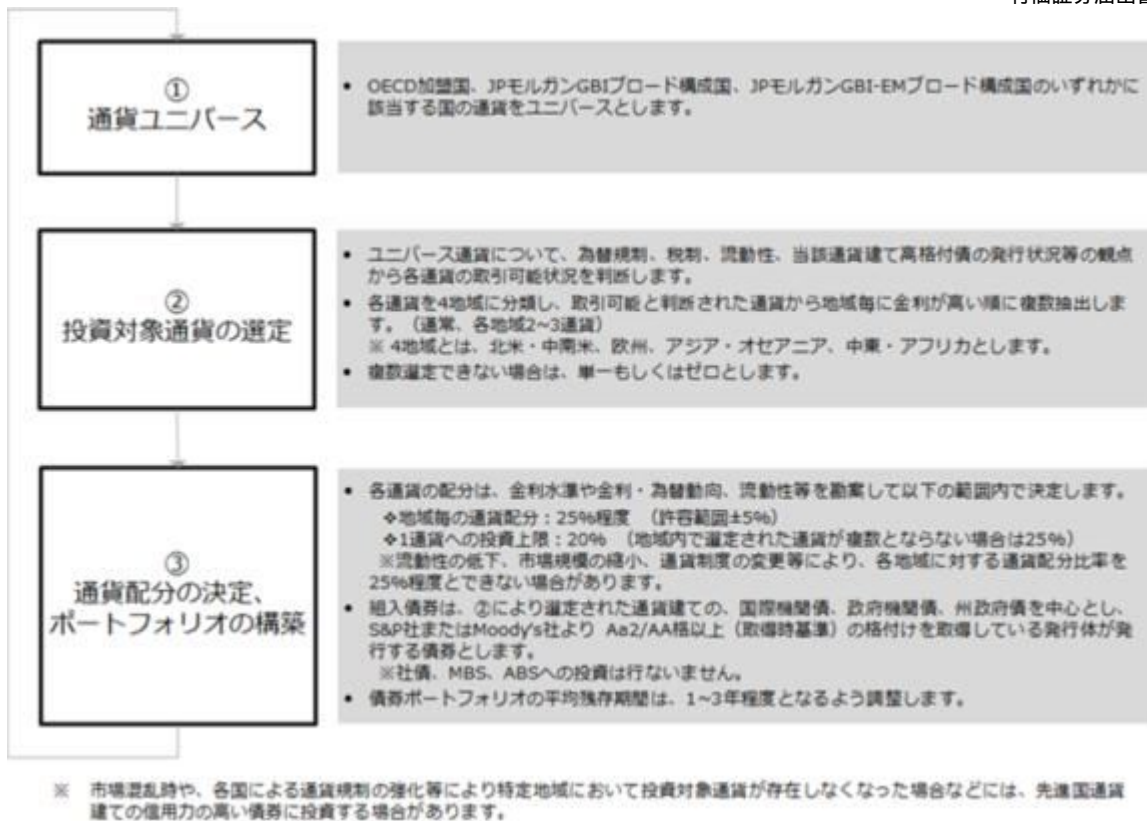 ①
通貨ユニバース
• OECD加盟国、JPモルガンGBIブロード構成国、JPモルガンGBI-EMブロード構成国のいずれかに
該当する国の通貨をユニバースとします。
②
投資対象通貨の選定
• ユニバース通貨について、為替規制、税制、流動性、当該通貨建て高格付債の発行状況等の観点
から各通貨の取引可能状況を判断します。
• 各通貨を4地域に分類し、取引可能と判断された通貨から地域毎に金利が高い順に複数抽出しま
す。（通常、各地域2~3通貨）
※ 4地域とは、北米・中南米、欧州、アジア・オセアニア、中東・アフリカとします。
• 複数選定できない場合は、単一もしくはゼロとします。
③
通貨配分の決定、
ポートフォリオの構築
• 各通貨の配分は、金利水準や金利・為替動向、流動性等を勘案して以下の範囲内で決定します。
❖地域毎の通貨配分：25%程度 （許容範囲±5%）
❖1通貨への投資上限：20% （地域内で選定された通貨が複数とならない場合は25%）
※流動性の低下、市場規模の縮小、通貨制度の変更等により、各地域に対する通貨配分比率を
25%程度とできない場合があります。
• 組入債券は、②により選定された通貨建ての、国際機関債、政府機関債、州政府債を中心とし、
S&P社またはMoody's社より Aa2/AA格以上（取得時基準）の格付けを取得している発行体が発
行する債券とします。
※社債、MBS、ABSへの投資は行ないません。
• 債券ポートフォリオの平均残存期間は、1~3年程度となるよう調整します。
※ 市場混乱時や、各国による通貨規制の強化等により特定地域において投資対象通貨が存在しなくなった場合などには、先進国通貨
建ての信用力の高い債券に投資する場合があります。